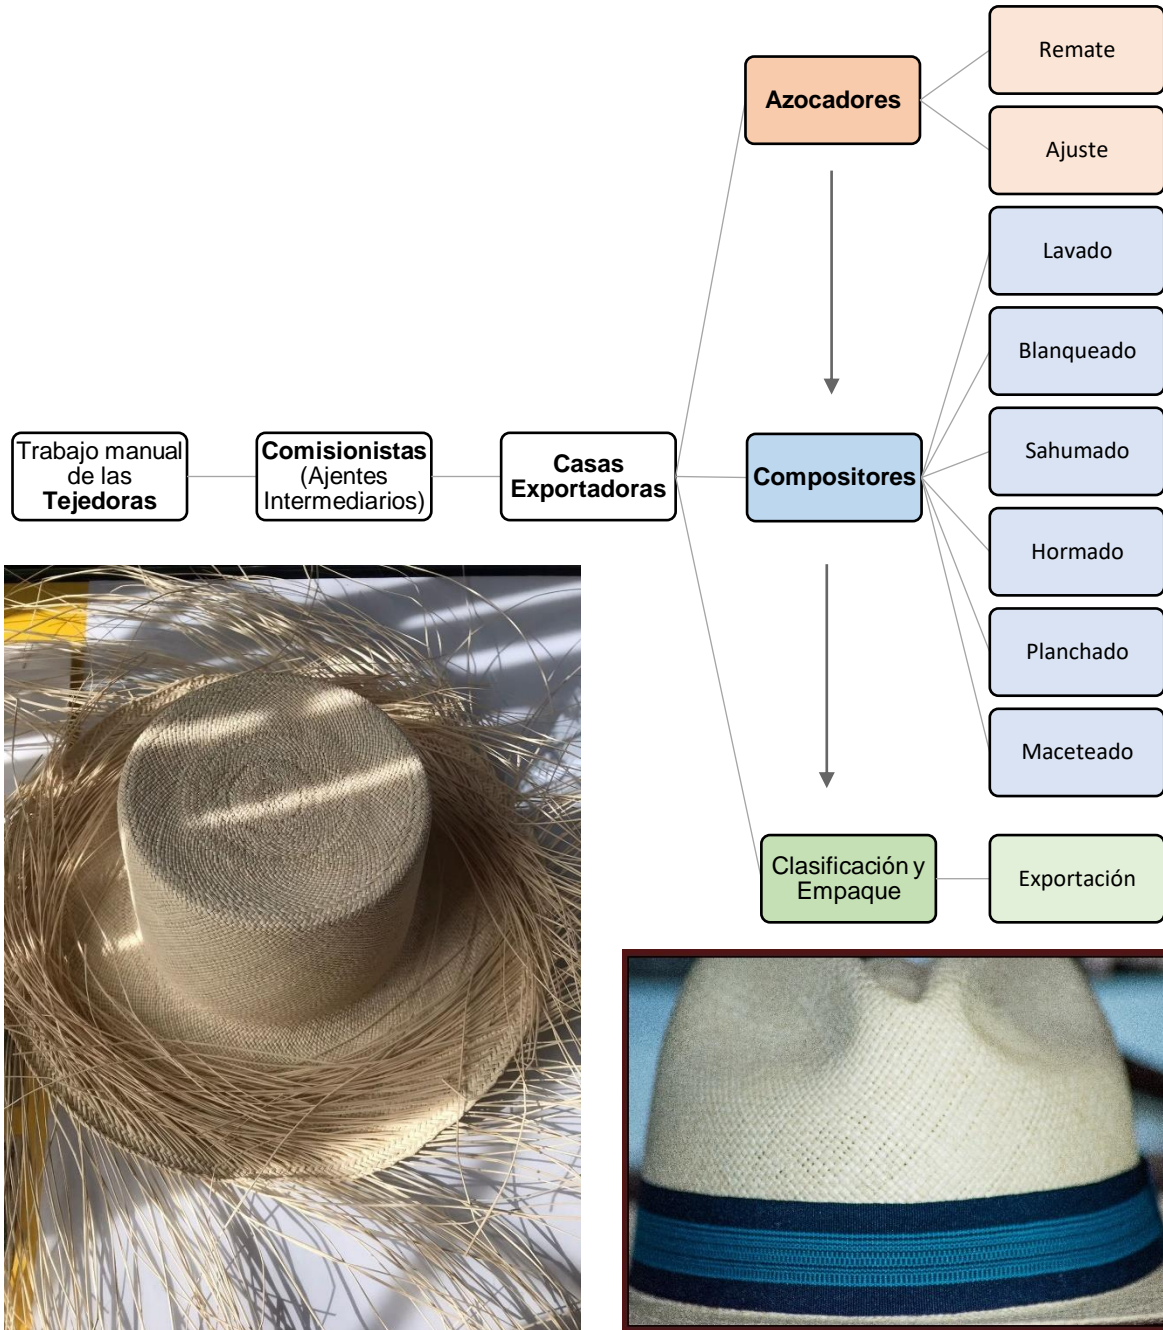 Trabajo manual
de las
Tejedoras
Comisionistas
(Ajentes
Intermediarios)
Casas
Exportadoras
Azocadores
Remate
Ajuste
Compositores
Lavado
Blanqueado
Sahumado
Hormado
Planchado
Maceteado
Clasificación y
Empaque
Exportación